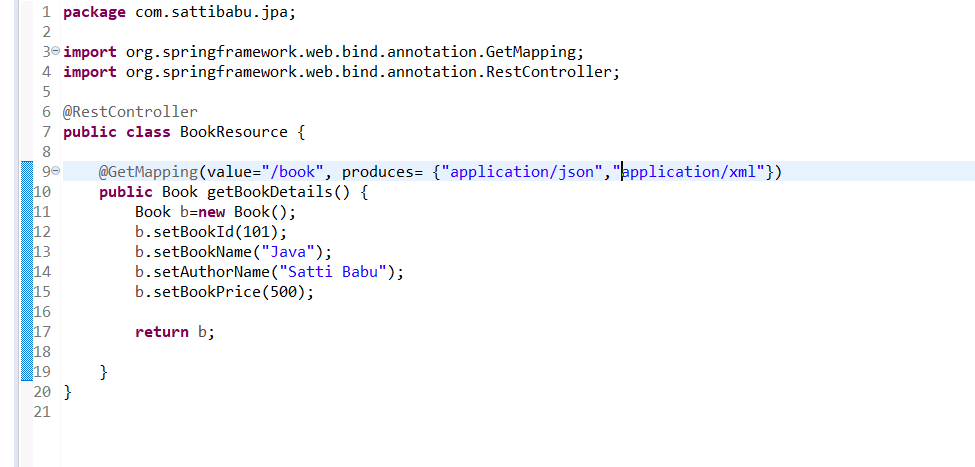 1 package com.sattibabu.jpa;
2
3 import org.springframework.web.bind.annotation.GetMapping;
4 import org.springframework.web.bind.annotation.RestController;
5
6 @RestController
7 public class BookResource {
8
9     @GetMapping(value="/book", produces= {"application/json","application/xml"})
10     public Book getBookDetails() {
11         Book b=new Book();
12         b.setBookId(101);
13         b.setBookName("Java");
14         b.setAuthorName("Satti Babu");
15         b.setBookPrice(500);
16
17         return b;
18
19     }
20 }
21